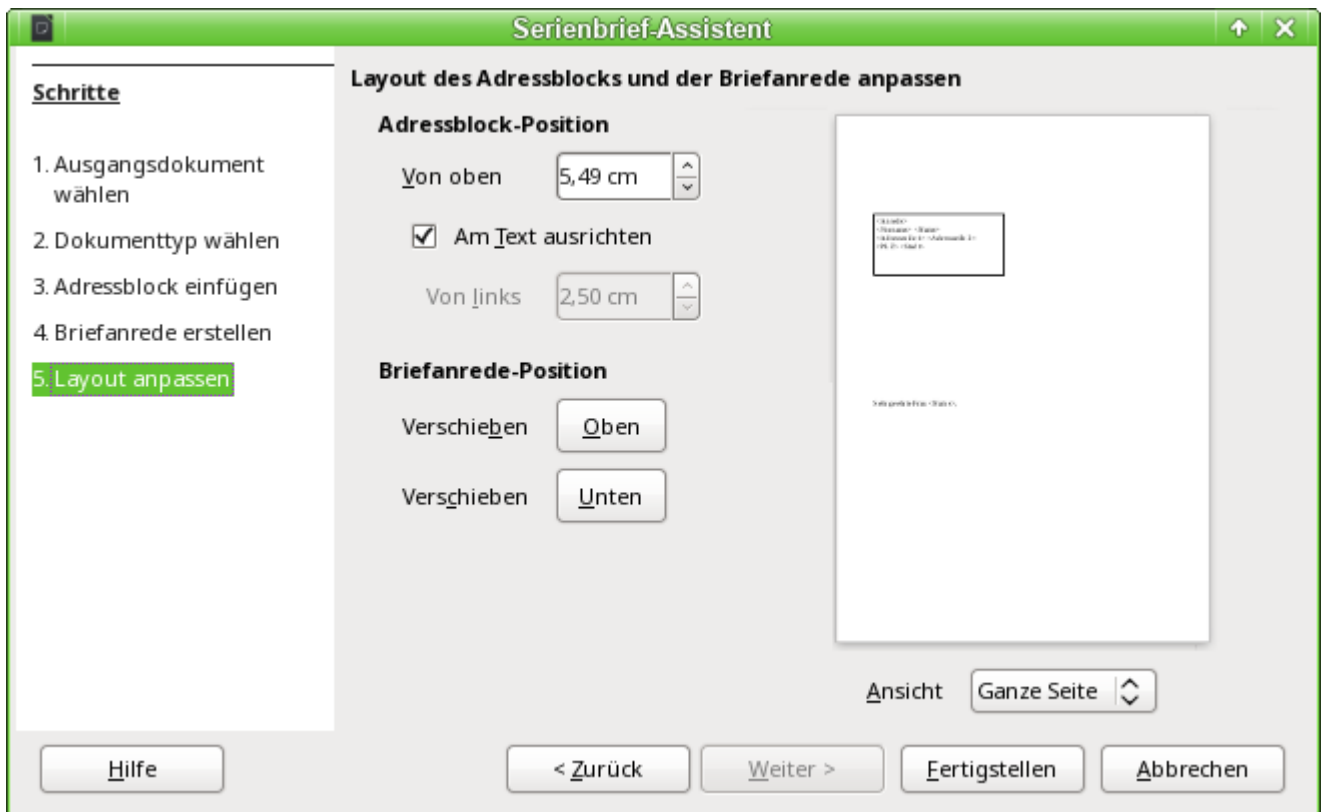 Serienbrief-Assistent
Schritte
1. Ausgangsdokument
wählen
2. Dokumenttyp wählen
3. Adressblock einfügen
4. Briefanrede erstellen
5. Layout anpassen
Layout des Adressblocks und der Briefanrede anpassen
Adressblock-Position
Von oben 5,49 cm
Am Text ausrichten
Von links 2,50 cm
Briefanrede-Position
Verschieben Oben
Verschieben Unten
Ansicht Ganze Seite
Hilfe < Zurück Weiter > Fertigstellen Abbrechen